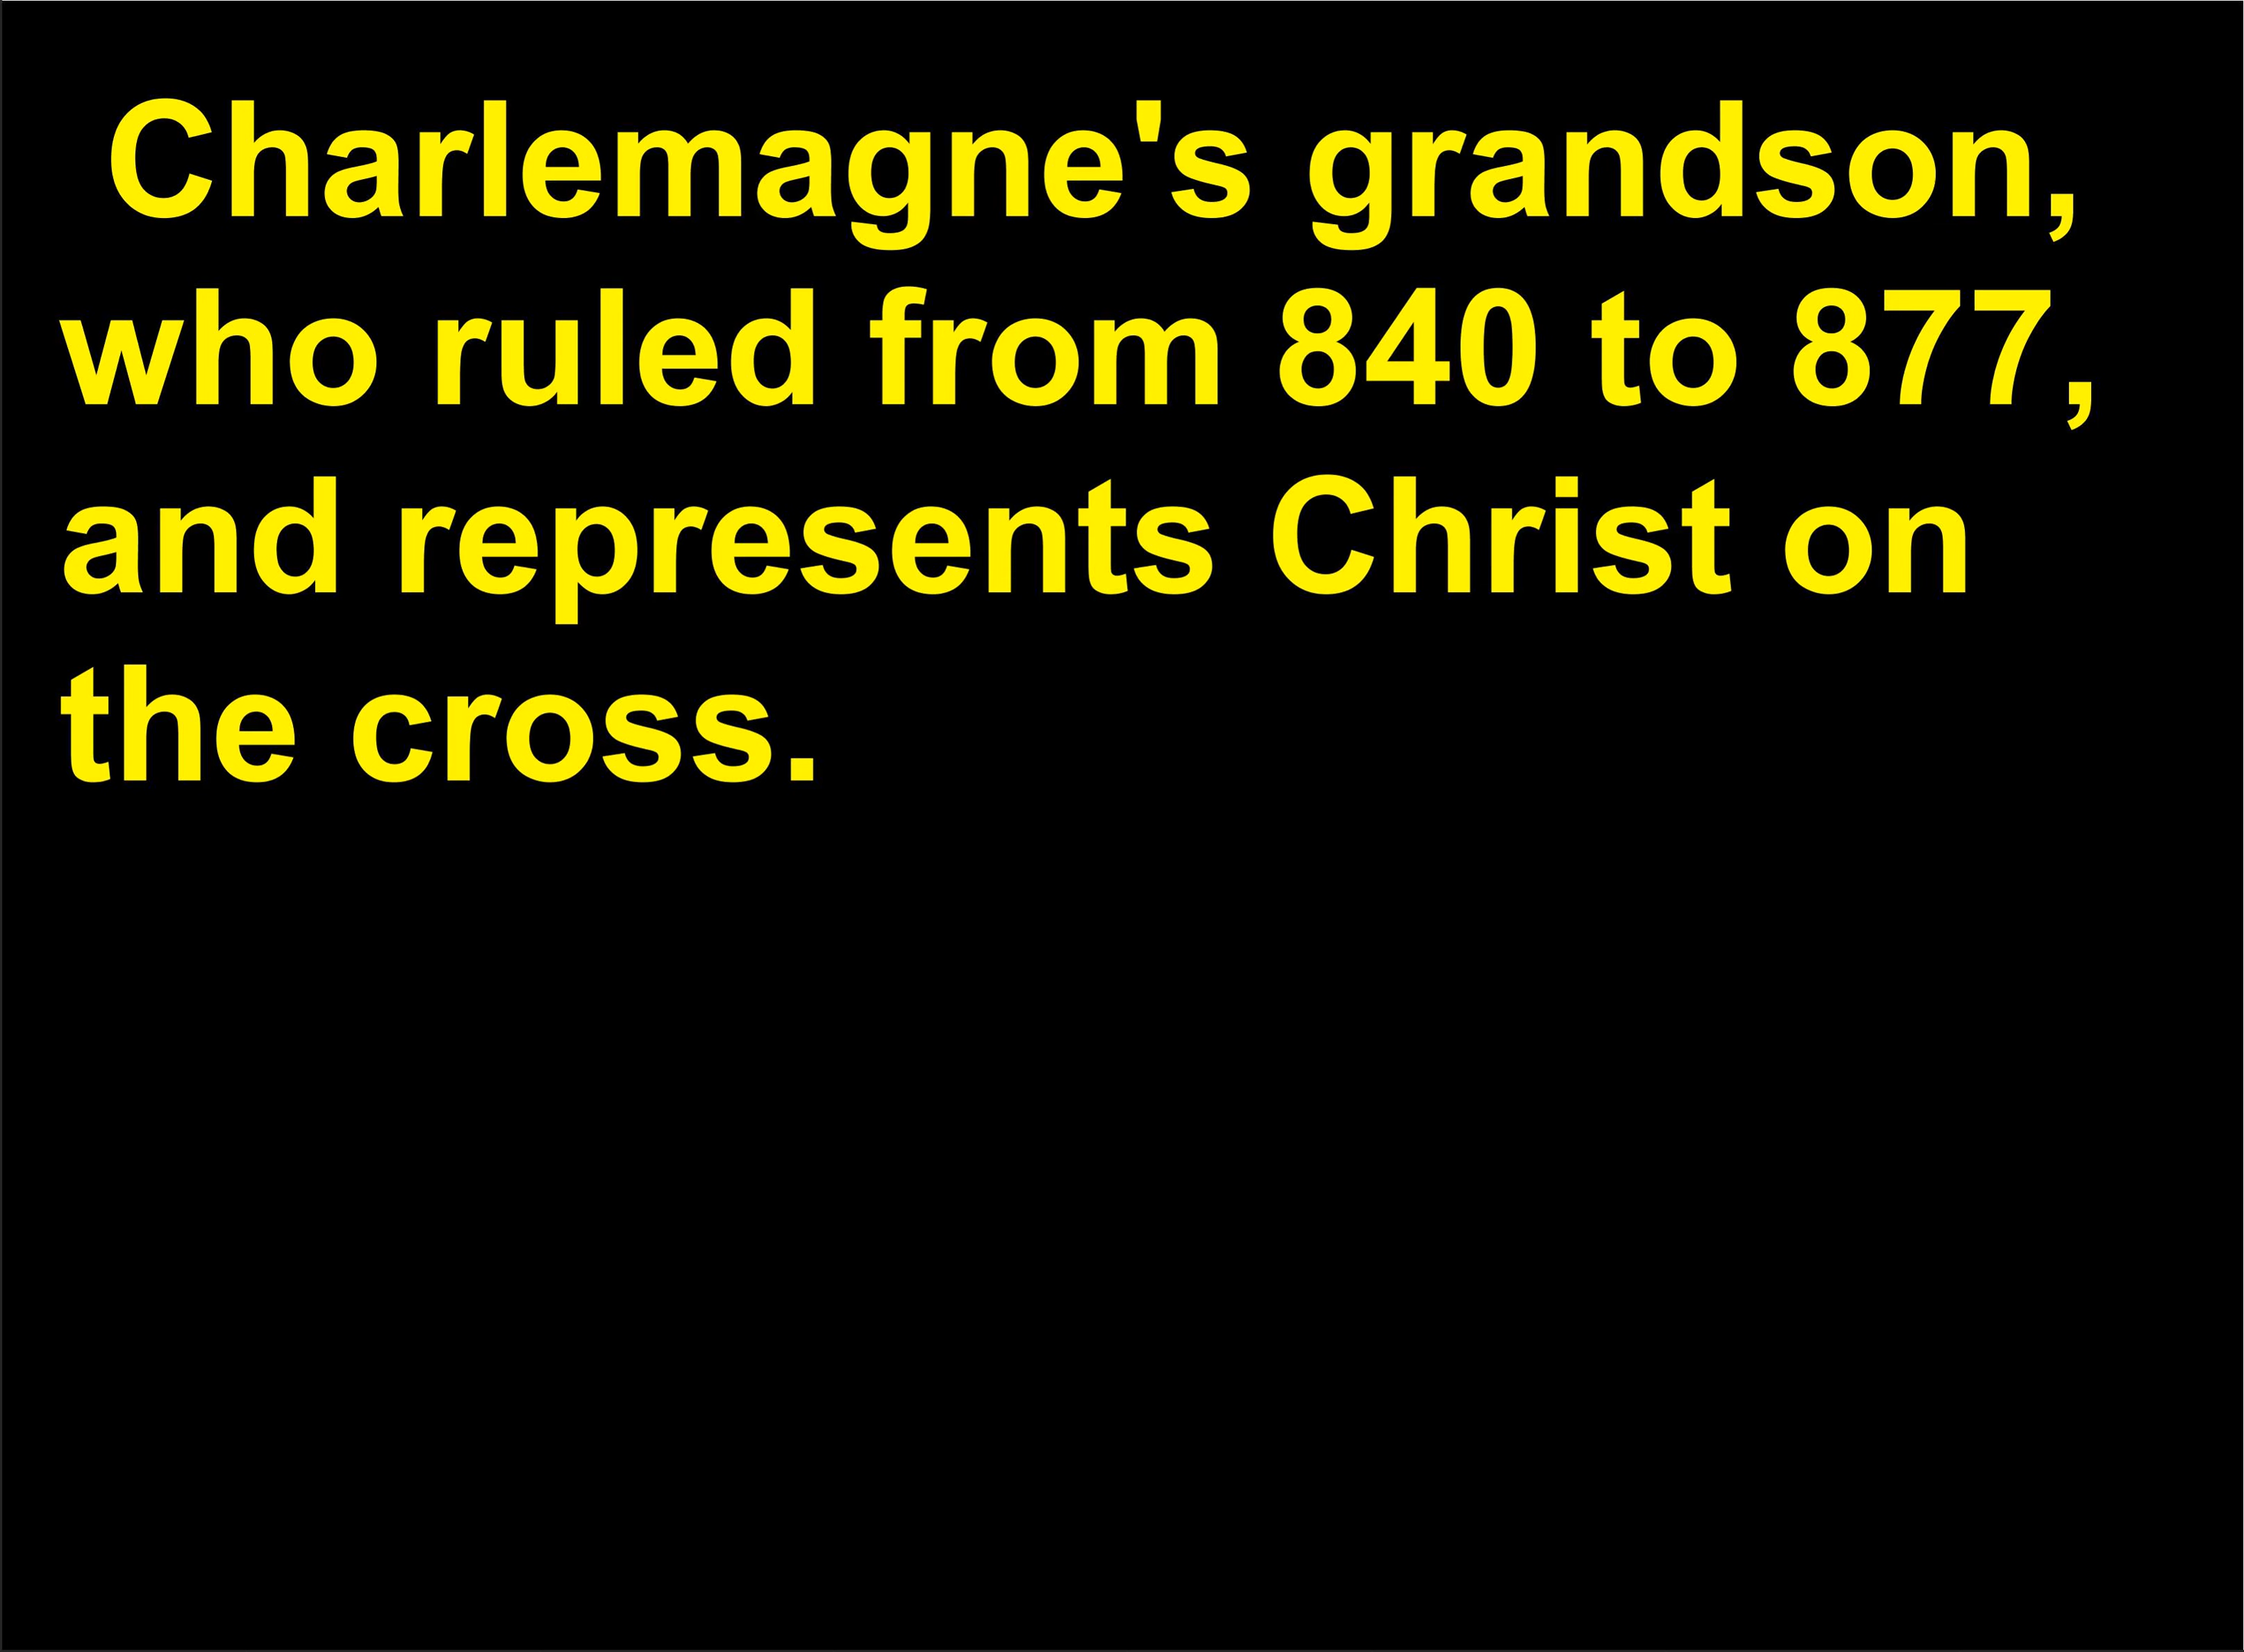 Charlemagne's grandson,
who ruled from 840 to 877,
and represents Christ on
the cross.